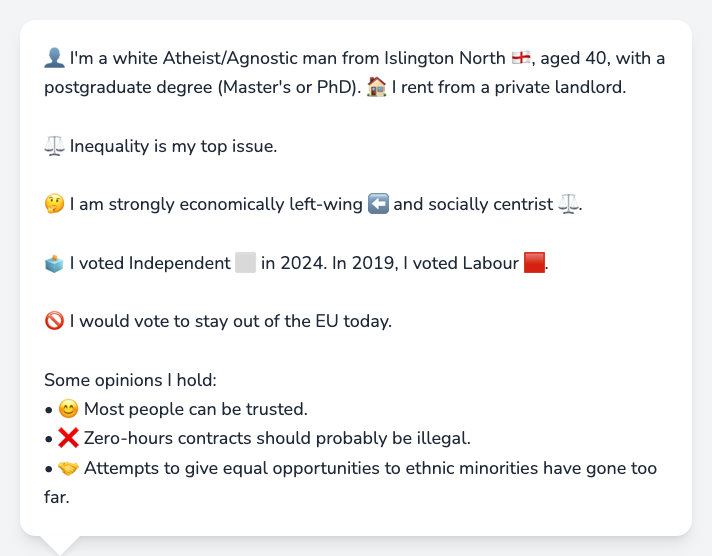 👤 I'm a white Atheist/Agnostic man from Islington North 🏴󠁧󠁢󠁥󠁮󠁧󠁿, aged 40, with a
postgraduate degree (Master's or PhD). 🏠 I rent from a private landlord.
⚖️ Inequality is my top issue.
🤔 I am strongly economically left-wing ⬅️ and socially centrist ⚖️.
🗳️ I voted Independent ⬜ in 2024. In 2019, I voted Labour 🟥.
🚫 I would vote to stay out of the EU today.
Some opinions I hold:
• 😊 Most people can be trusted.
• ❌ Zero-hours contracts should probably be illegal.
• 🤝 Attempts to give equal opportunities to ethnic minorities have gone too
far.